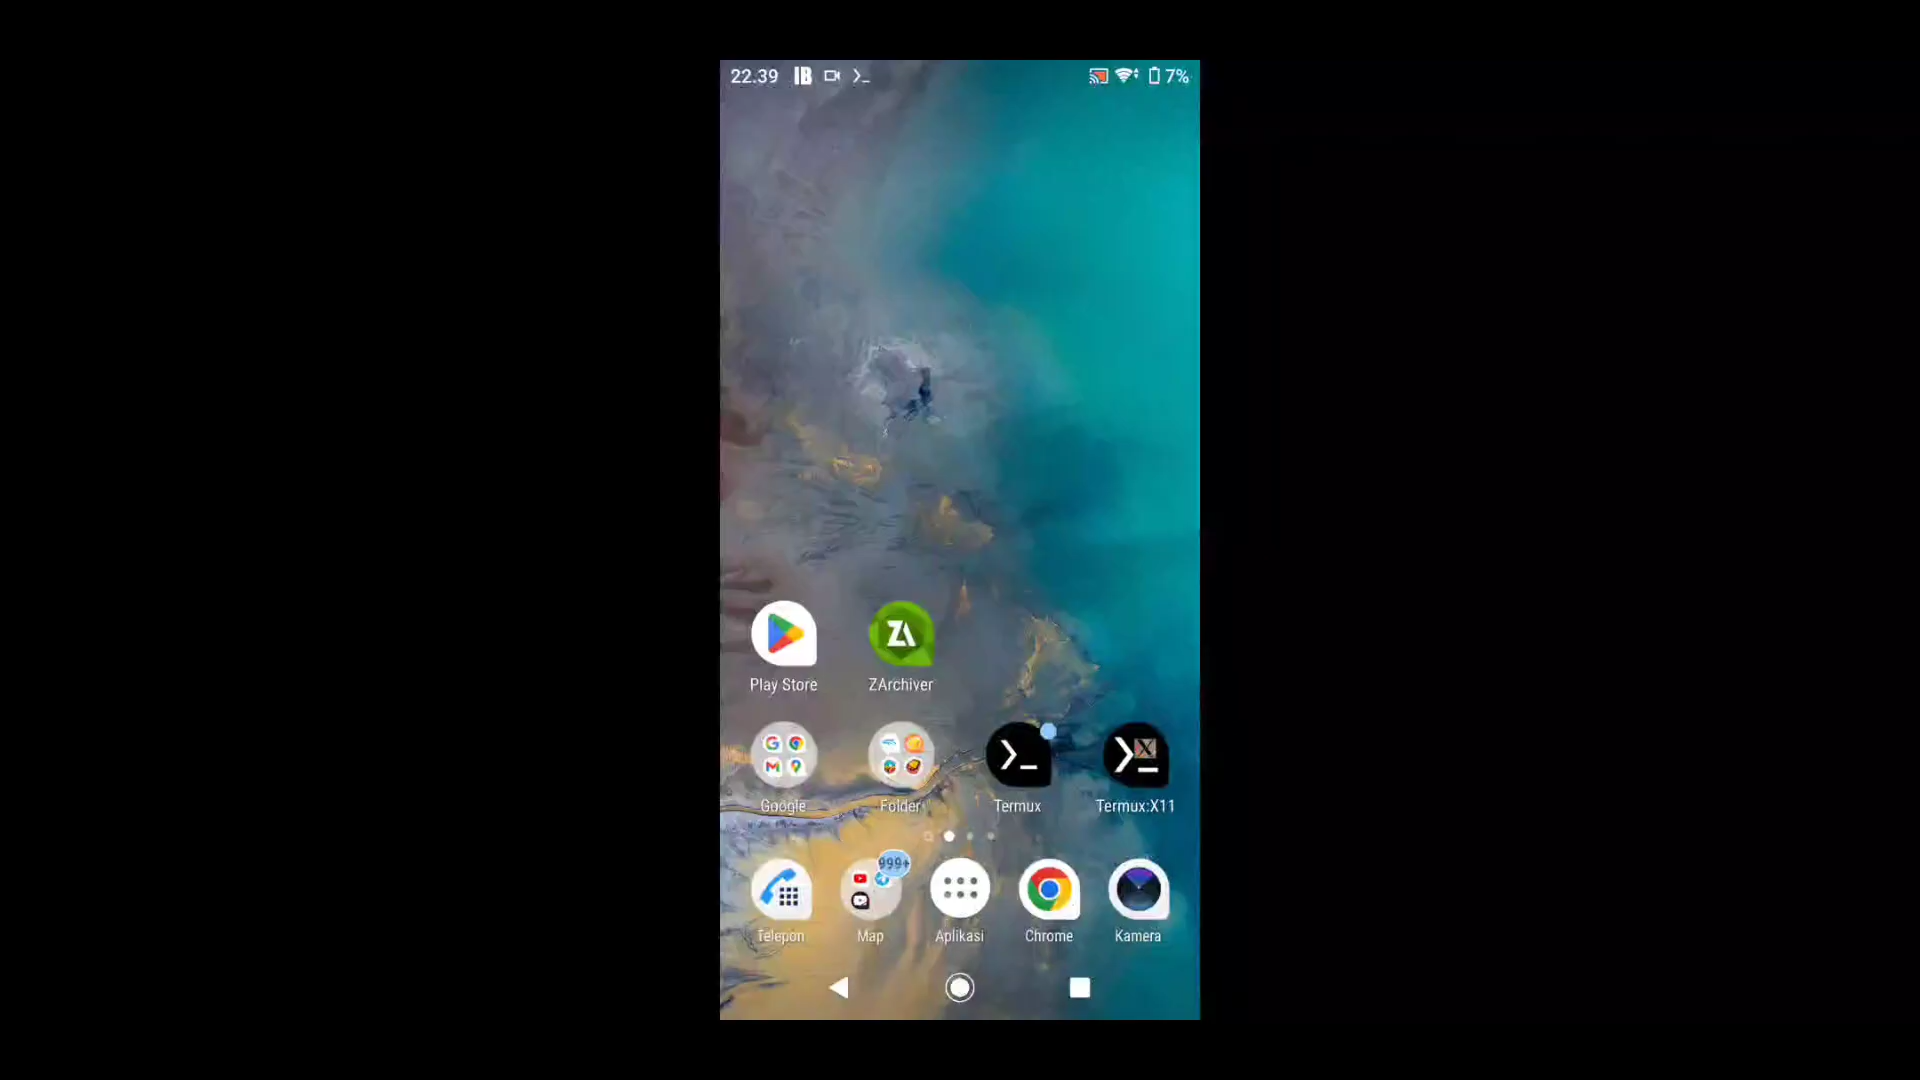 22.39 7%
Play Store ZArchiver
Google Folder Termux Termux:X11
999+
Telepon Map Aplikasi Chrome Kamera